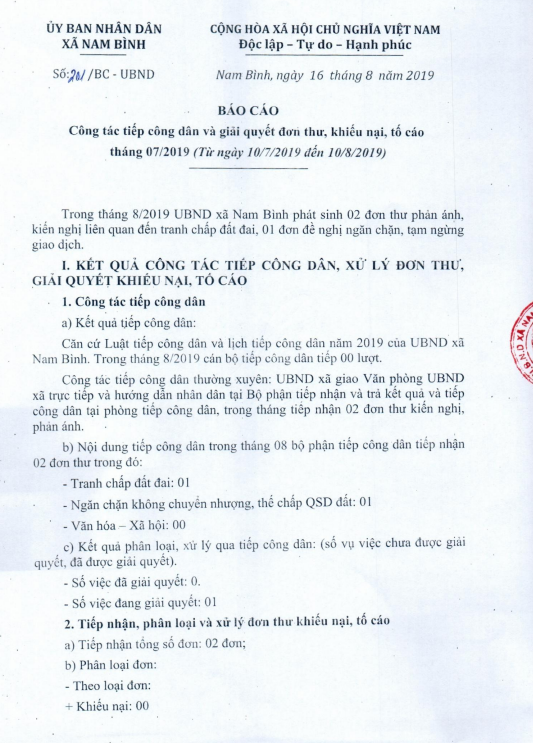 ỦY BAN NHÂN DÂN
XÃ NAM BÌNH
CỘNG HÒA XÃ HỘI CHỦ NGHĨA VIỆT NAM
Độc lập – Tự do – Hạnh phúc
Số: /BC - UBND
Nam Bình, ngày 16 tháng 8 năm 2019
BÁO CÁO
Công tác tiếp công dân và giải quyết đơn thư, khiếu nại, tố cáo
tháng 07/2019 (Từ ngày 10/7/2019 đến 10/8/2019)
Trong tháng 8/2019 UBND xã Nam Bình phát sinh 02 đơn thư phản ánh,
kiến nghị liên quan đến tranh chấp đất đai, 01 đơn đề nghị ngăn chặn, tạm ngừng
giao dịch.
I. KẾT QUẢ CÔNG TÁC TIẾP CÔNG DÂN, XỬ LÝ ĐƠN THƯ,
GIẢI QUYẾT KHIẾU NẠI, TỐ CÁO
1. Công tác tiếp công dân
a) Kết quả tiếp công dân:
Căn cứ Luật tiếp công dân và lịch tiếp công dân năm 2019 của UBND xã
Nam Bình. Trong tháng 8/2019 cán bộ tiếp công dân tiếp 00 lượt.
Công tác tiếp công dân thường xuyên: UBND xã giao Văn phòng UBND
xã trực tiếp và hướng dẫn nhân dân tại Bộ phận tiếp nhận và trả kết quả và tiếp
công dân tại phòng tiếp công dân, trong tháng tiếp nhận 02 đơn thư kiến nghị,
phản ánh.
b) Nội dung tiếp công dân trong tháng 08 bộ phận tiếp công dân tiếp nhận
02 đơn thư trong đó:
- Tranh chấp đất đai: 01
- Ngăn chặn không chuyển nhượng, thế chấp QSD đất: 01
- Văn hóa – Xã hội: 00
c) Kết quả phân loại, xử lý qua tiếp công dân: (số vụ việc chưa được giải
quyết, đã được giải quyết).
- Số việc đã giải quyết: 0.
- Số việc đang giải quyết: 01
2. Tiếp nhận, phân loại và xử lý đơn thư khiếu nại, tố cáo
a) Tiếp nhận tổng số đơn: 02 đơn;
b) Phân loại đơn:
- Theo loại đơn:
+ Khiếu nại: 00
U.B.N.D XÃ NAM